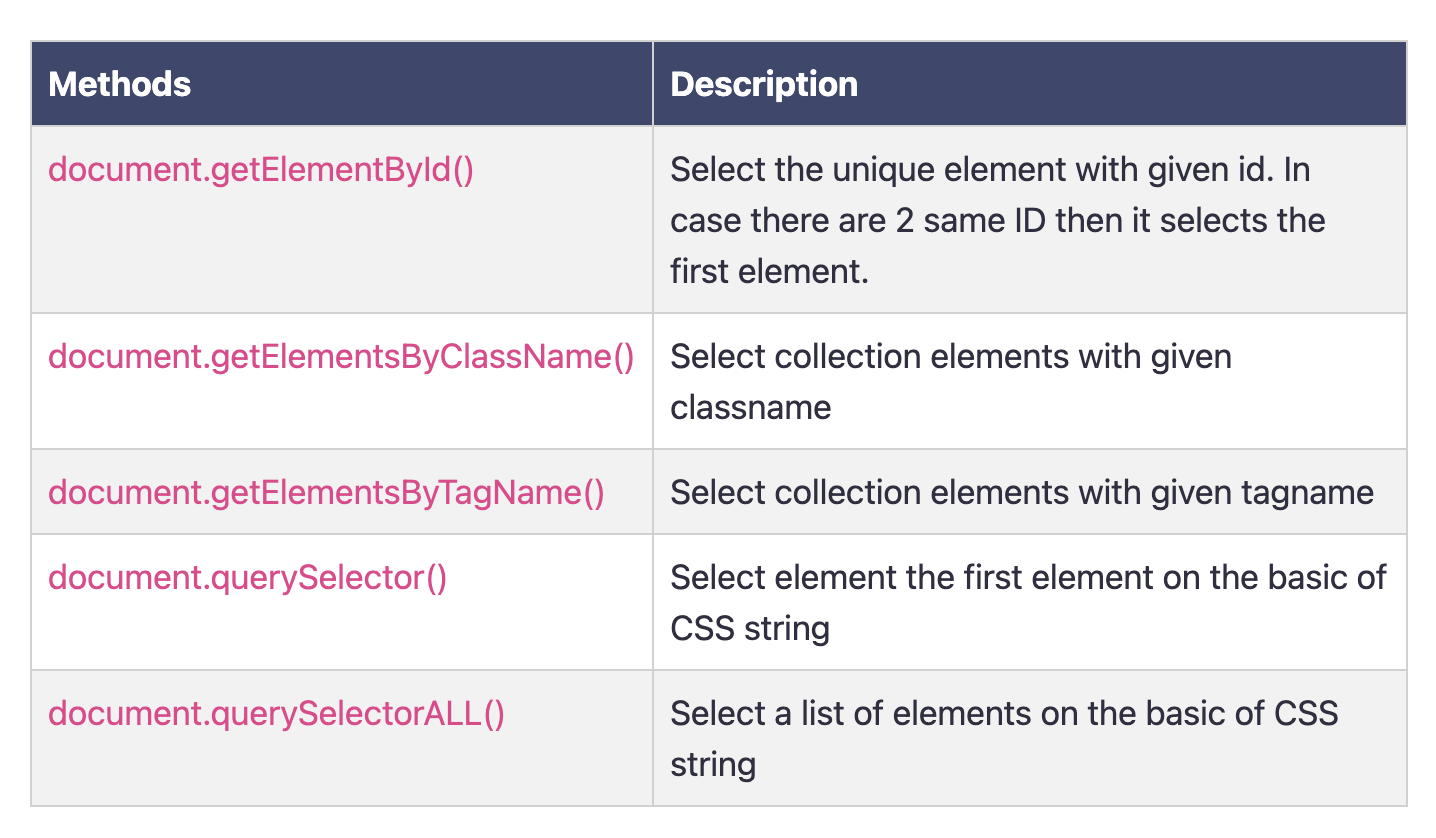 Methods
Description
document.getElementById()
Select the unique element with given id. In
case there are 2 same ID then it selects the
first element.
document.getElementsByClassName()
Select collection elements with given
classname
document.getElementsByTagName()
Select collection elements with given tagname
document.querySelector()
Select element the first element on the basic of
CSS string
document.querySelectorALL()
Select a list of elements on the basic of CSS
string